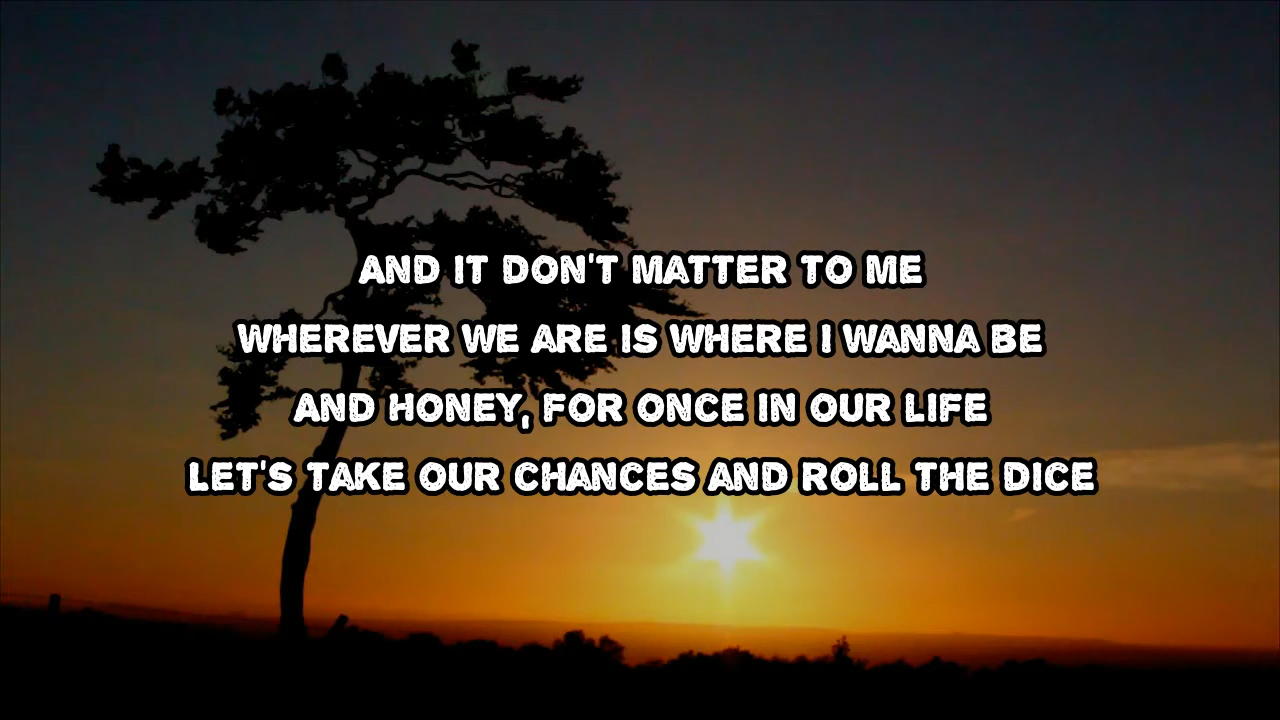 AND IT DON'T MATTER TO ME
WHEREVER WE ARE IS WHERE I WANNA BE
AND HONEY, FOR ONCE IN OUR LIFE
LET'S TAKE OUR CHANCES AND ROLL THE DICE